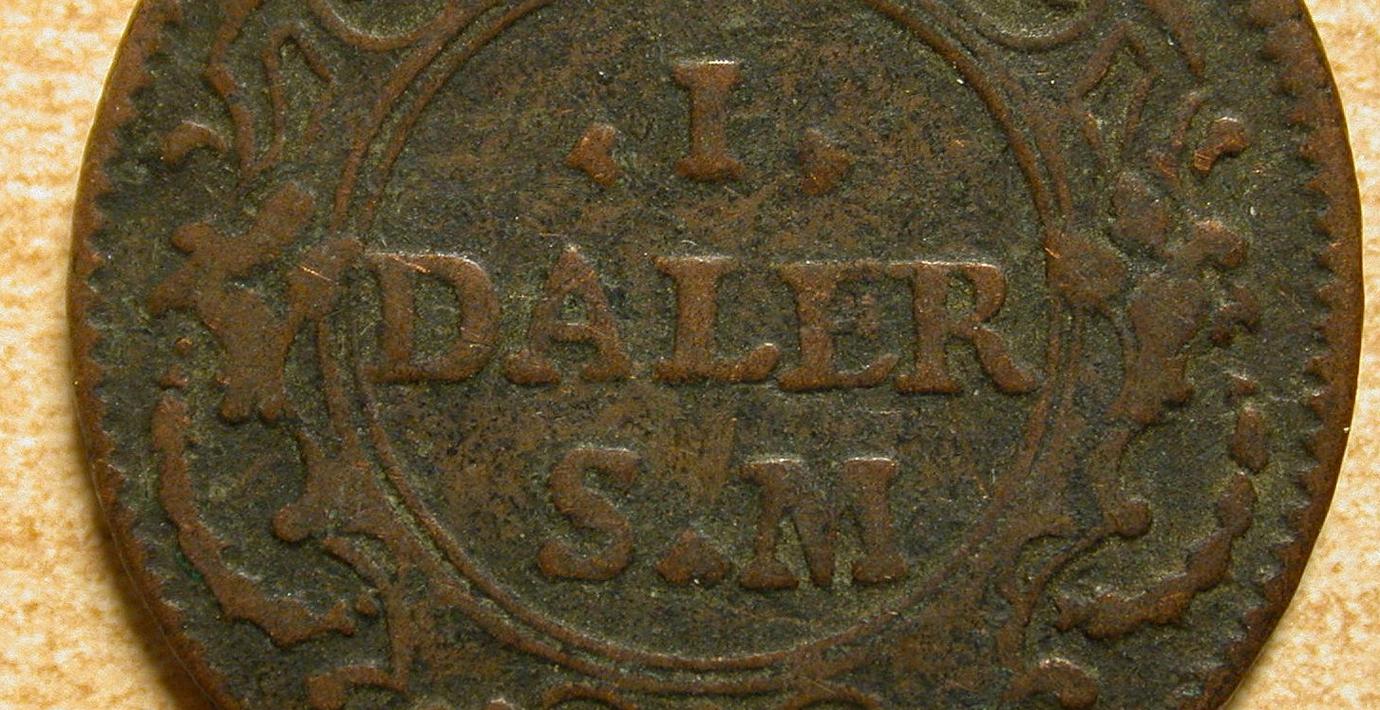 . I .
DALER
S.M